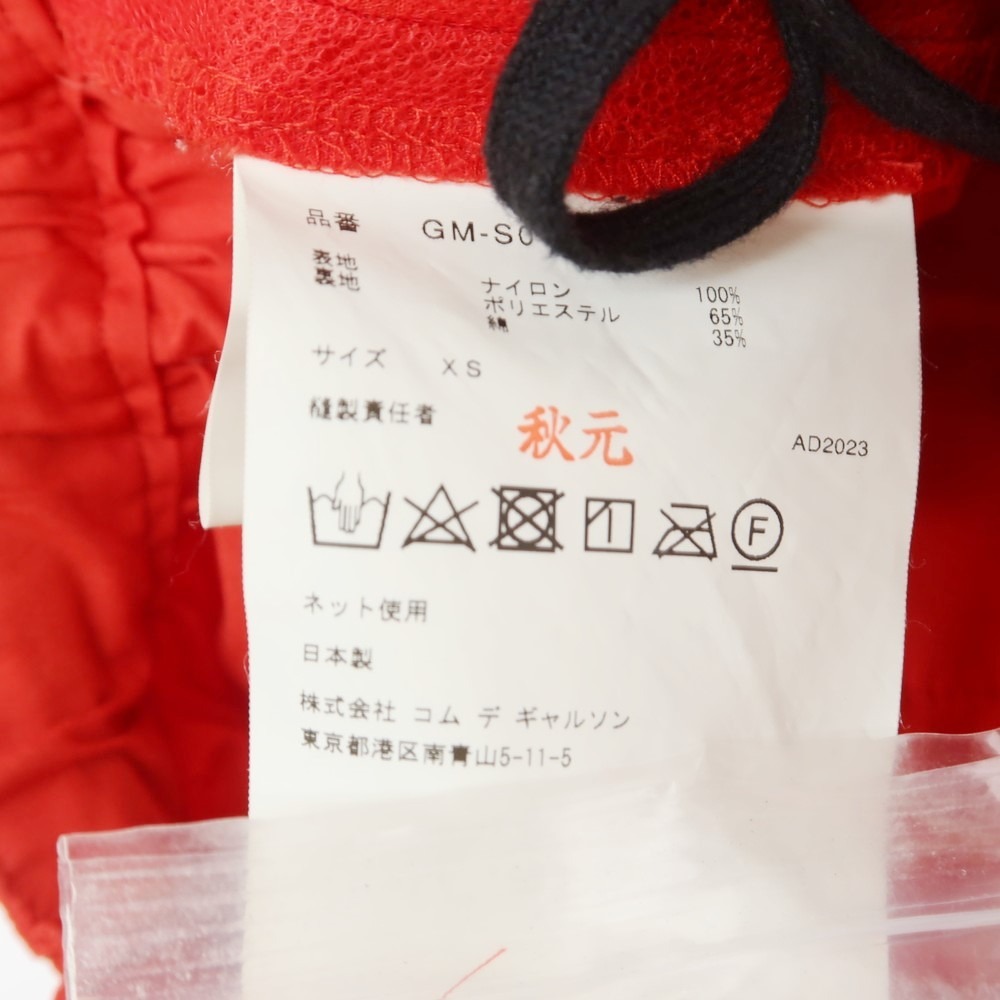 品番 GM-S0
表地 ナイロン 100%
裏地 ポリエステル 65%
綿 35%
サイズ XS
縫製責任者 秋元 AD2023
F
ネット使用
日本製
株式会社 コム デ ギャルソン
東京都港区南青山5-11-5